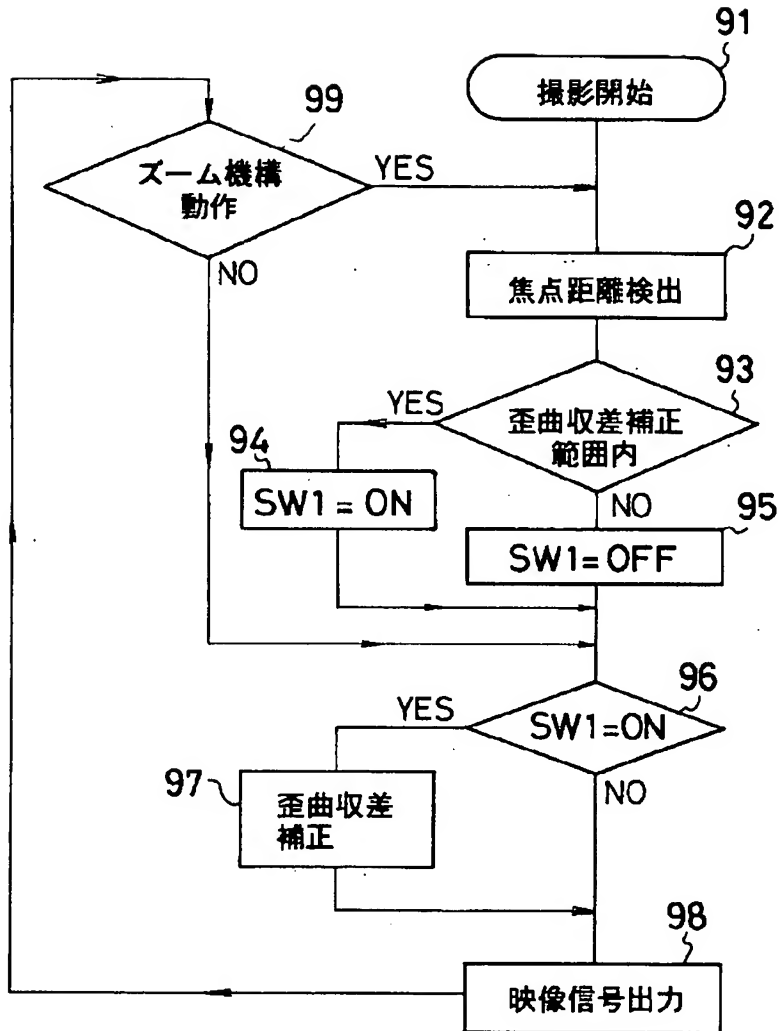 91
撮影開始
99
ズーム機構
動作
YES
NO
92
焦点距離検出
93
歪曲収差補正
範囲内
YES
NO
94
SW1=ON
95
SW1=OFF
96
SW1=ON
YES
NO
97
歪曲収差
補正
98
映像信号出力